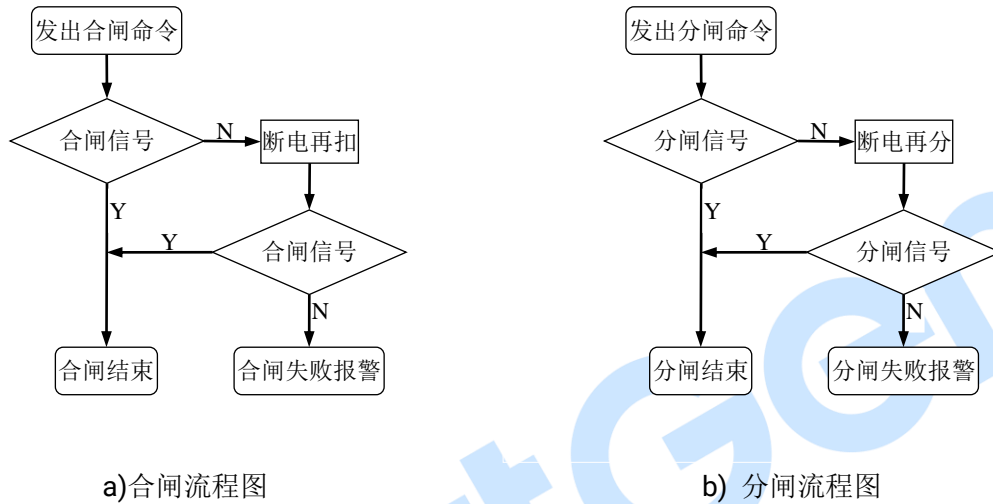 发出合闸命令
合闸信号
N
断电再扣
Y
Y
合闸信号
N
合闸结束
合闸失败报警
a)合闸流程图
发出分闸命令
分闸信号
N
断电再分
Y
Y
分闸信号
N
分闸结束
分闸失败报警
b) 分闸流程图